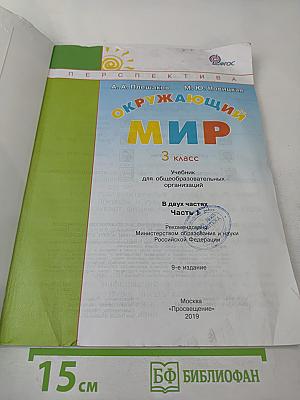 ФГОС
ПЕРСПЕКТИВА
А. А. Плешаков М. Ю. Новицкая
ОКРУЖАЮЩИЙ
МИР
3 класс
Учебник
для общеобразовательных
организаций
В двух частях
Часть 1
Рекомендовано
Министерством образования и науки
Российской Федерации
9-е издание
Москва
«Просвещение»
2019
15 см
БФ БИБЛИОФАН